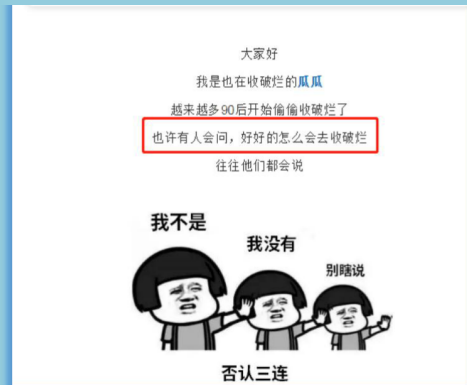 大家好
我是也在收破烂的瓜瓜
越来越多90后开始偷偷收破烂了
也许有人会问，好好的怎么会去收破烂
往往他们都会说
我不是
我没有
别瞎说
否认三连